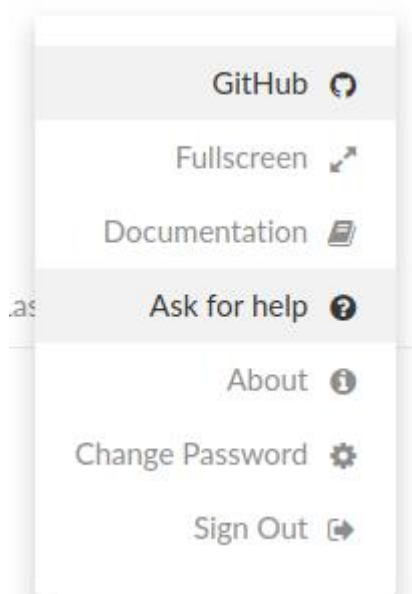 GitHub
Fullscreen
Documentation
Ask for help
About
Change Password
Sign Out